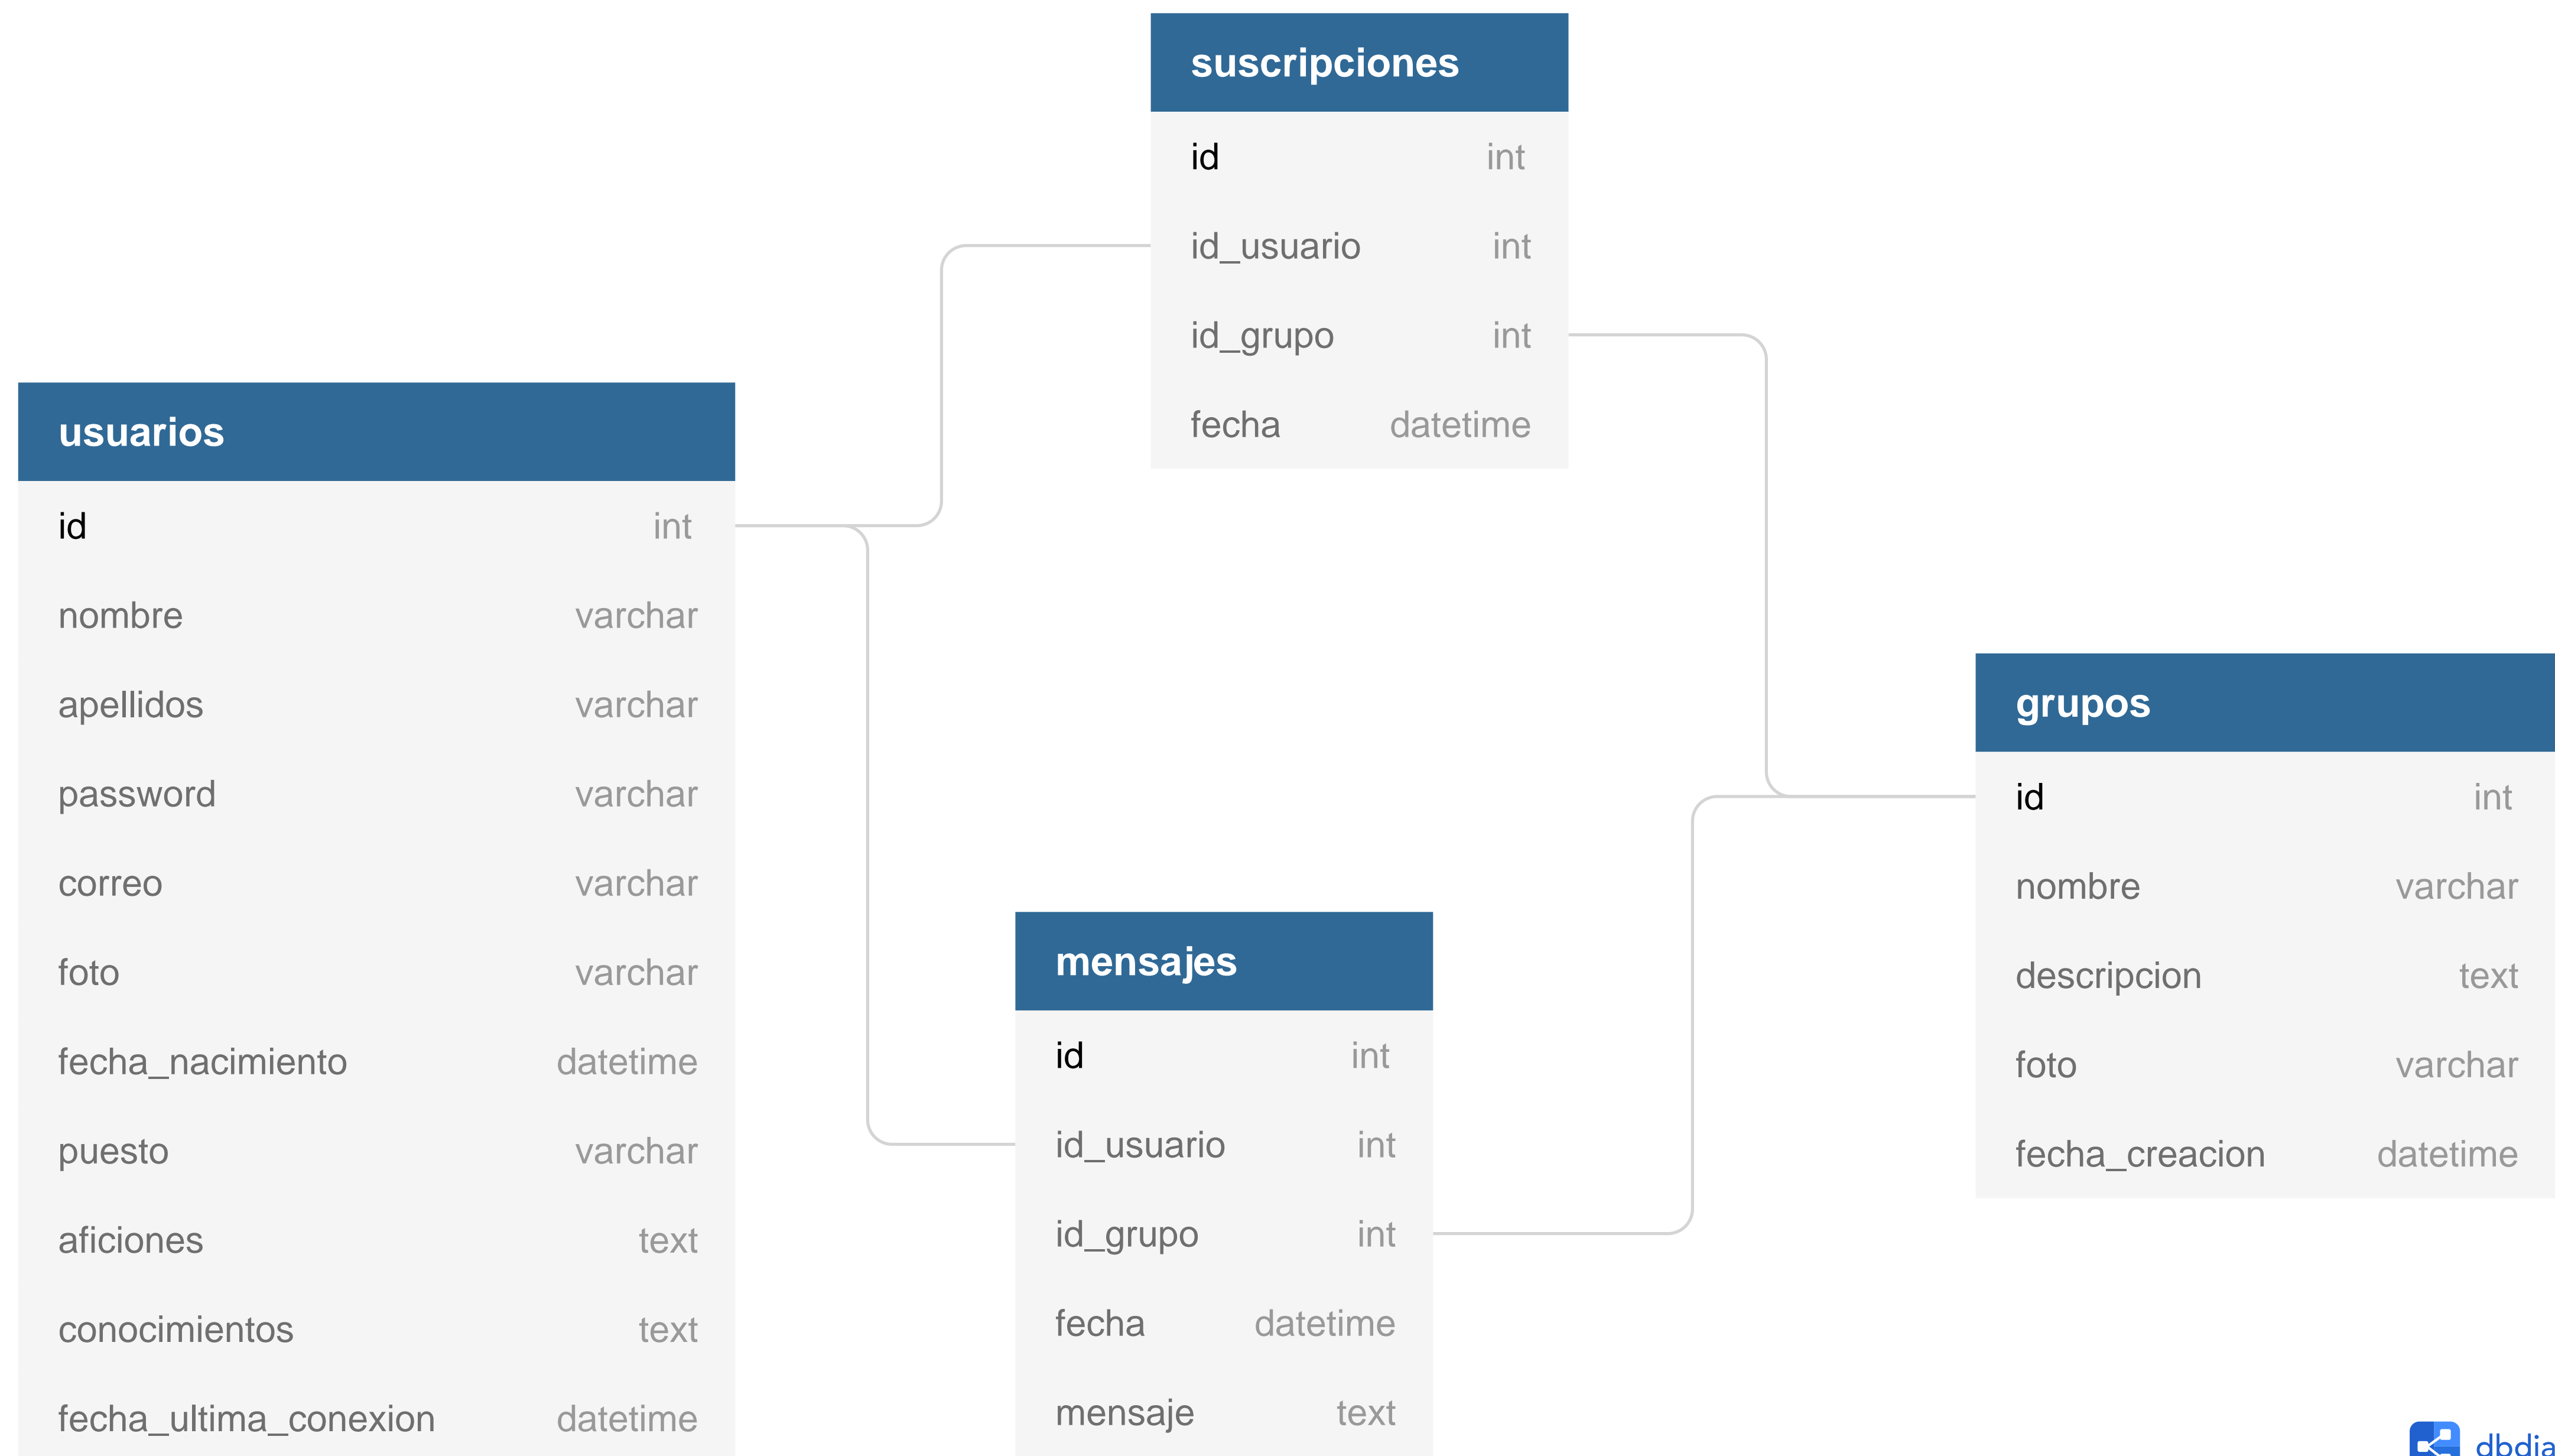 suscripciones
id int
id_usuario int
id_grupo int
fecha datetime
usuarios
id int
nombre varchar
apellidos varchar
password varchar
correo varchar
foto varchar
fecha_nacimiento datetime
puesto varchar
aficiones text
conocimientos text
fecha_ultima_conexion datetime
mensajes
id int
id_usuario int
id_grupo int
fecha datetime
mensaje text
grupos
id int
nombre varchar
descripcion text
foto varchar
fecha_creacion datetime
dbdia